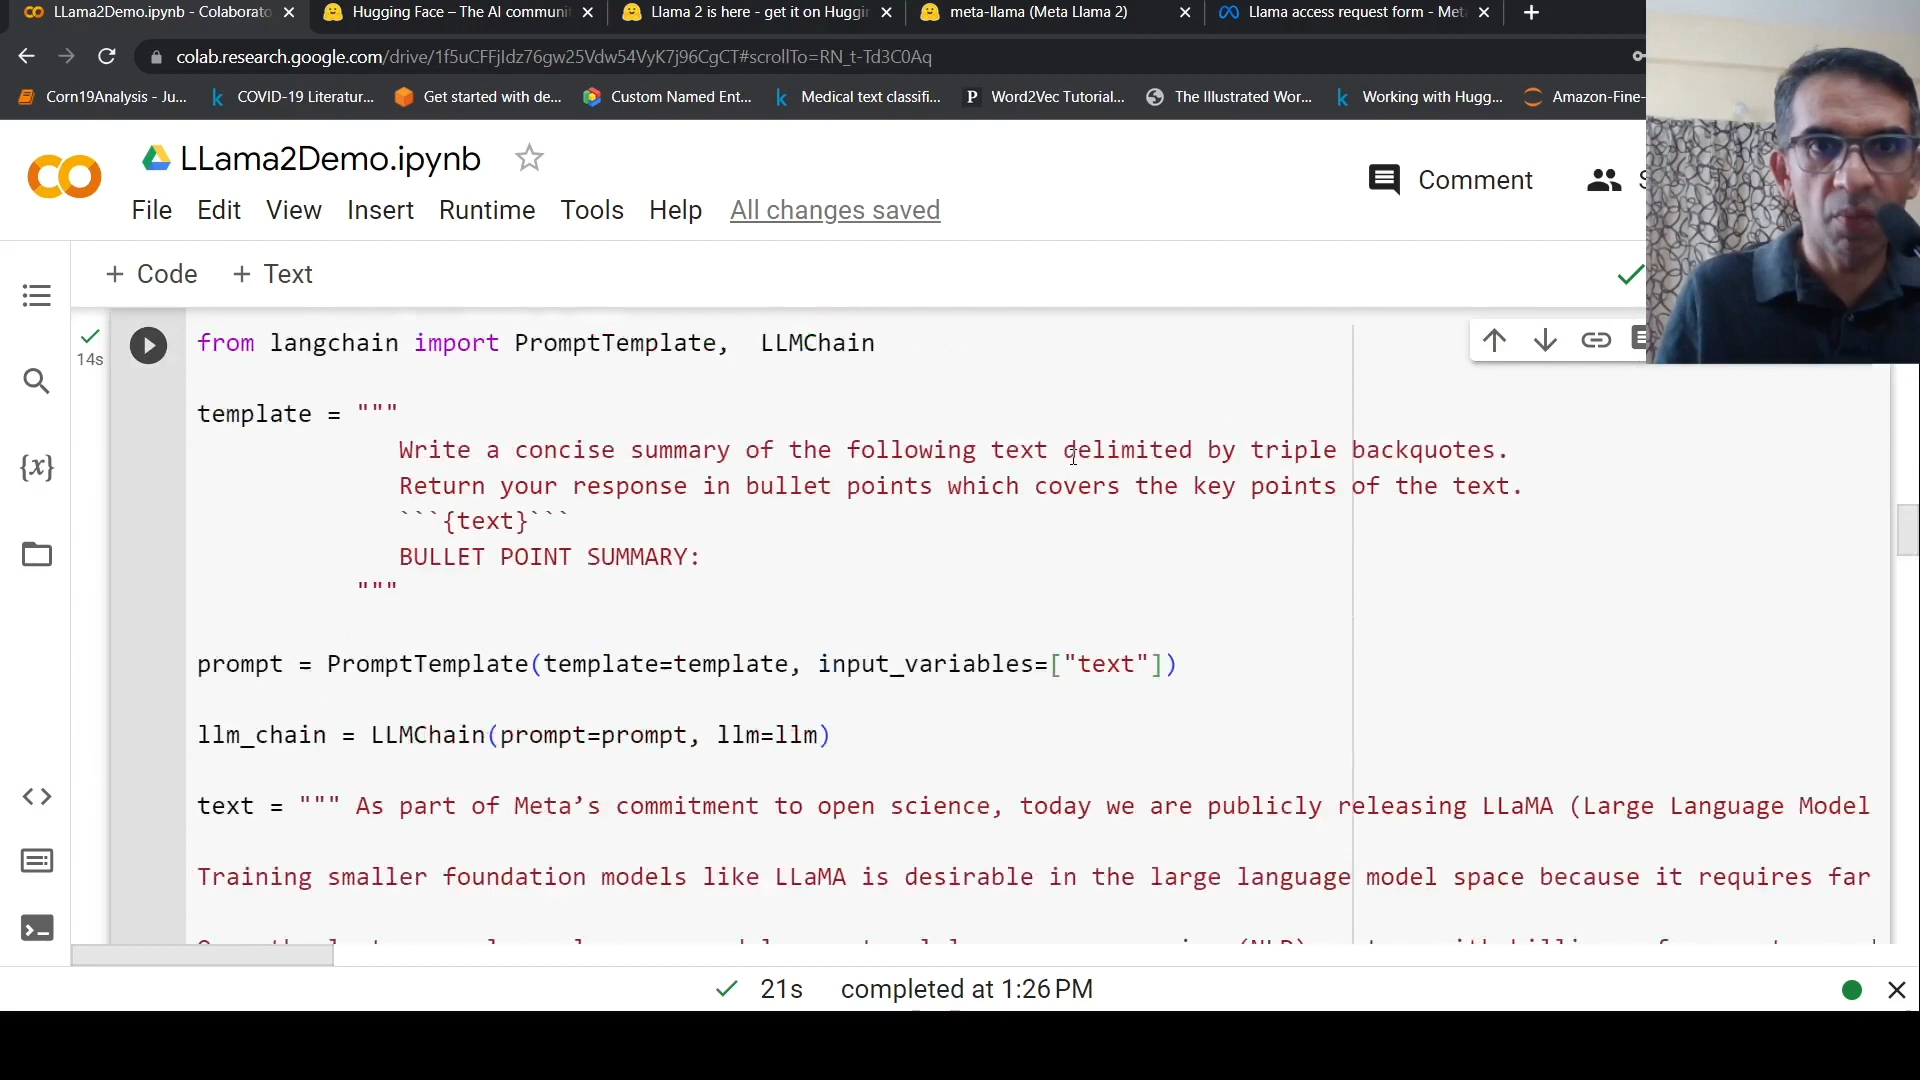 LLama2Demo.ipynb - Colaborato
Hugging Face – The AI communit
Llama 2 is here - get it on Huggi
meta-llama (Meta Llama 2)
Llama access request form - Met
colab.research.google.com/drive/1f5uCFFjIdz76gw25Vdw54VyK7j96CgCT#scrollTo=RN_t-Td3C0Aq
Corn19Analysis - Ju...
COVID-19 Literatur...
Get started with de...
Custom Named Ent...
Medical text classifi...
Word2Vec Tutorial...
The Illustrated Wor...
Working with Hugg...
Amazon-Fine-
LLama2Demo.ipynb
Comment
File Edit View Insert Runtime Tools Help All changes saved
+ Code + Text
14s
from langchain import PromptTemplate,  LLMChain
template = """
Write a concise summary of the following text delimited by triple backquotes.
Return your response in bullet points which covers the key points of the text.
```{text}```
BULLET POINT SUMMARY:
"""
prompt = PromptTemplate(template=template, input_variables=["text"])
llm_chain = LLMChain(prompt=prompt, llm=llm)
text = """ As part of Meta’s commitment to open science, today we are publicly releasing LLaMA (Large Language Model
Training smaller foundation models like LLaMA is desirable in the large language model space because it requires far
21s completed at 1:26 PM